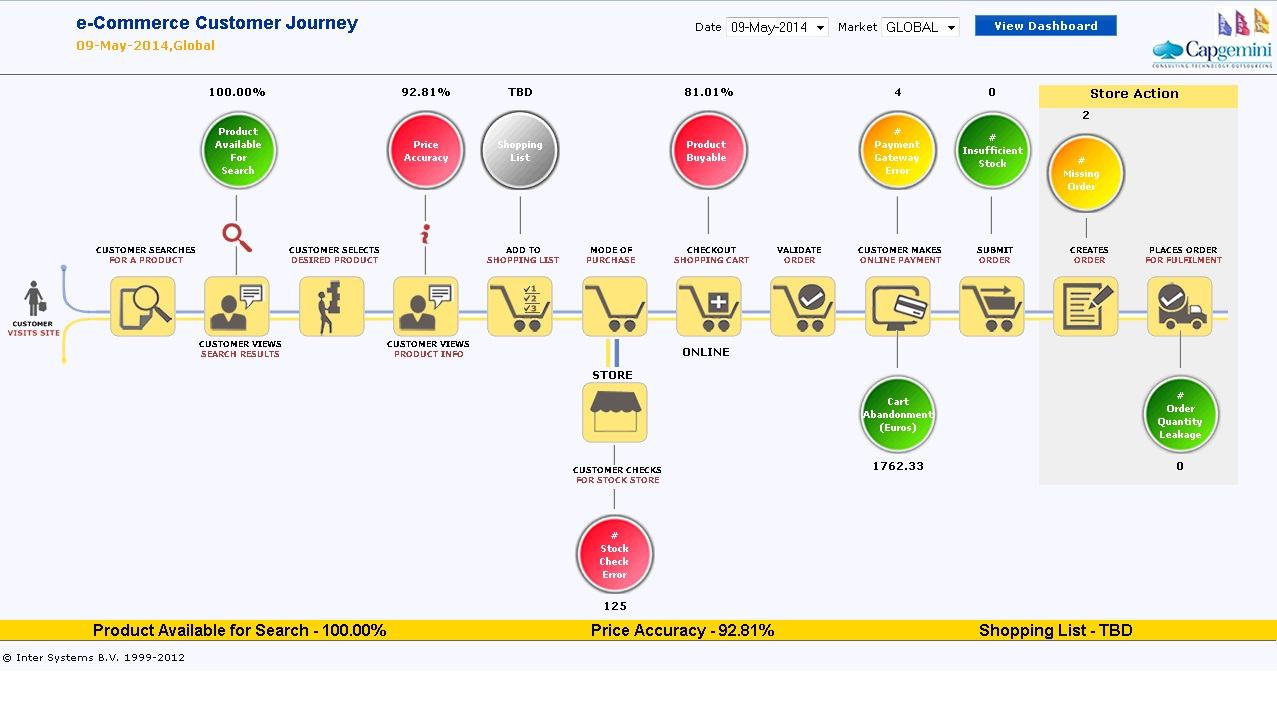 e-Commerce Customer Journey
09-May-2014,Global
Date 09-May-2014 Market GLOBAL View Dashboard
Capgemini
CONSULTING.TECHNOLOGY.OUTSOURCING
100.00%
Product
Available
For
Search
92.81%
Price
Accuracy
TBD
Shopping
List
81.01%
Product
Buyable
4
#
Payment
Gateway
Error
0
#
Insufficient
Stock
Store Action
2
#
Missing
Order
CUSTOMER
VISITS SITE
CUSTOMER SEARCHES
FOR A PRODUCT
CUSTOMER VIEWS
SEARCH RESULTS
CUSTOMER SELECTS
DESIRED PRODUCT
CUSTOMER VIEWS
PRODUCT INFO
ADD TO
SHOPPING LIST
√1
√2
√3
MODE OF
PURCHASE
CHECKOUT
SHOPPING CART
ONLINE
VALIDATE
ORDER
CUSTOMER MAKES
ONLINE PAYMENT
SUBMIT
ORDER
CREATES
ORDER
PLACES ORDER
FOR FULFILMENT
STORE
CUSTOMER CHECKS
FOR STOCK STORE
#
Stock
Check
Error
125
Cart
Abandonment
(Euros)
1762.33
#
Order
Quantity
Leakage
0
Product Available for Search - 100.00% Price Accuracy - 92.81% Shopping List - TBD
© Inter Systems B.V. 1999-2012